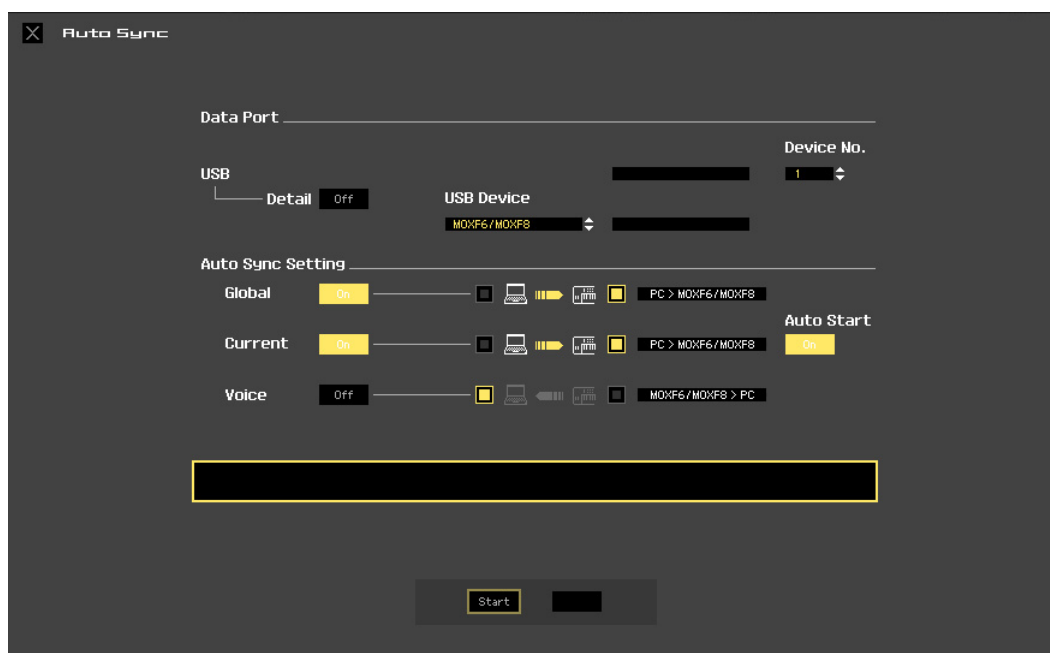 Auto Sync
Data Port
Device No.
USB
1
Detail Off
USB Device
MOXF6/MOXF8
Auto Sync Setting
Global On PC > MOXF6/MOXF8
Auto Start
Current On PC > MOXF6/MOXF8 On
Voice Off MOXF6/MOXF8 > PC
Start